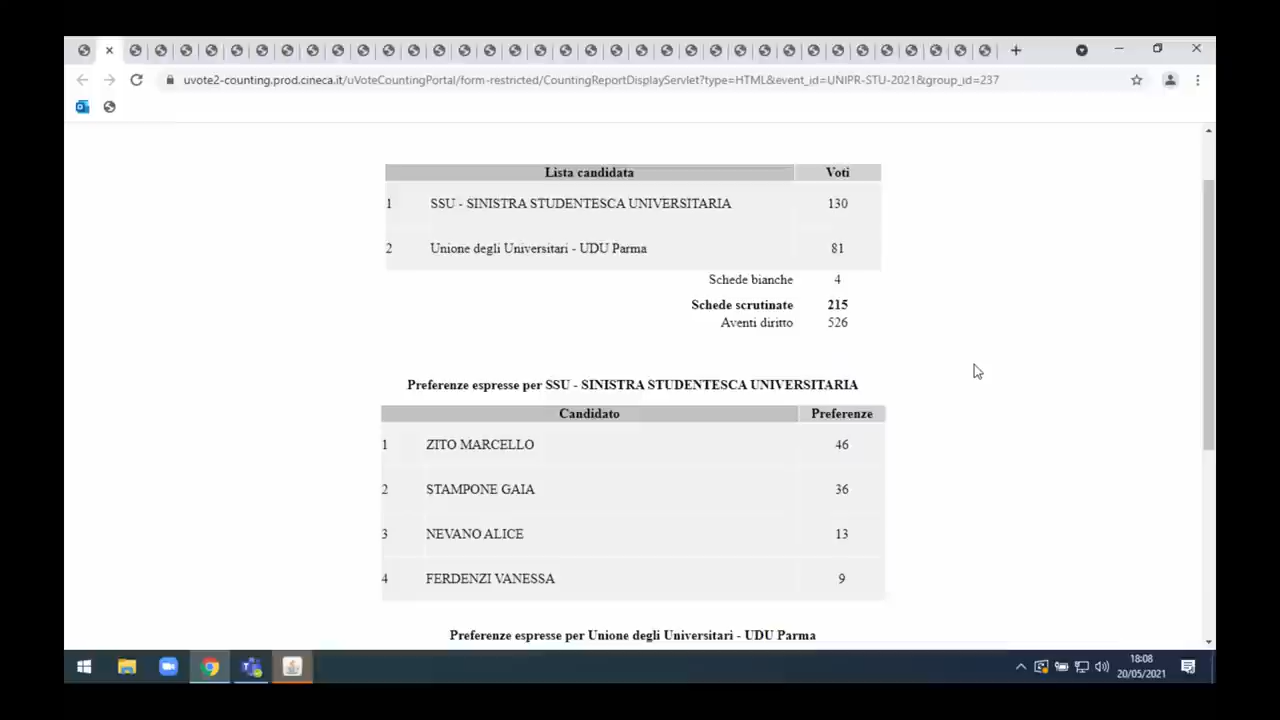 uvote2-counting.prod.cineca.it/uVoteCountingPortal/form-restricted/CountingReportDisplayServlet?type=HTML&event_id=UNIPR-STU-2021&group_id=237
Lista candidata Voti
1 SSU - SINISTRA STUDENTESCA UNIVERSITARIA 130
2 Unione degli Universitari - UDU Parma 81
Schede bianche 4
Schede scrutinate 215
Aventi diritto 526
Preferenze espresse per SSU - SINISTRA STUDENTESCA UNIVERSITARIA
Candidato Preferenze
1 ZITO MARCELLO 46
2 STAMPONE GAIA 36
3 NEVANO ALICE 13
4 FERDENZI VANESSA 9
Preferenze espresse per Unione degli Universitari - UDU Parma
18:08
20/05/2021